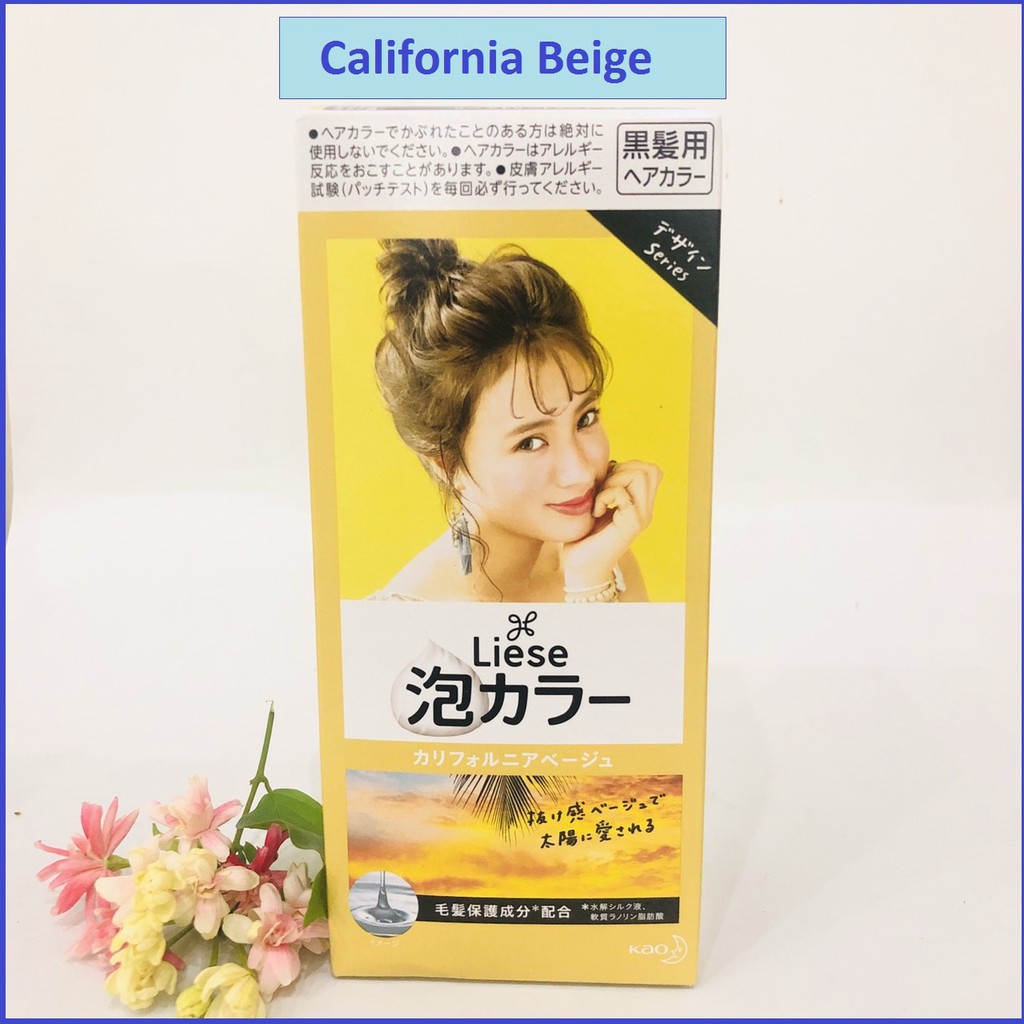 California Beige
●ヘアカラーでかぶれたことのある方は絶対に
使用しないでください。●ヘアカラーはアレルギー
反応をおこすことがあります。●皮膚アレルギー
試験(パッチテスト)を毎回必ず行ってください。
黒髪用
ヘアカラー
デザイン
Series
Liese
泡カラー
カリフォルニアベージュ
抜け感ベージュで
太陽に愛される
毛髪保護成分*配合
*水解シルク液、
軟質ラノリン脂肪酸
イメージ
Kao